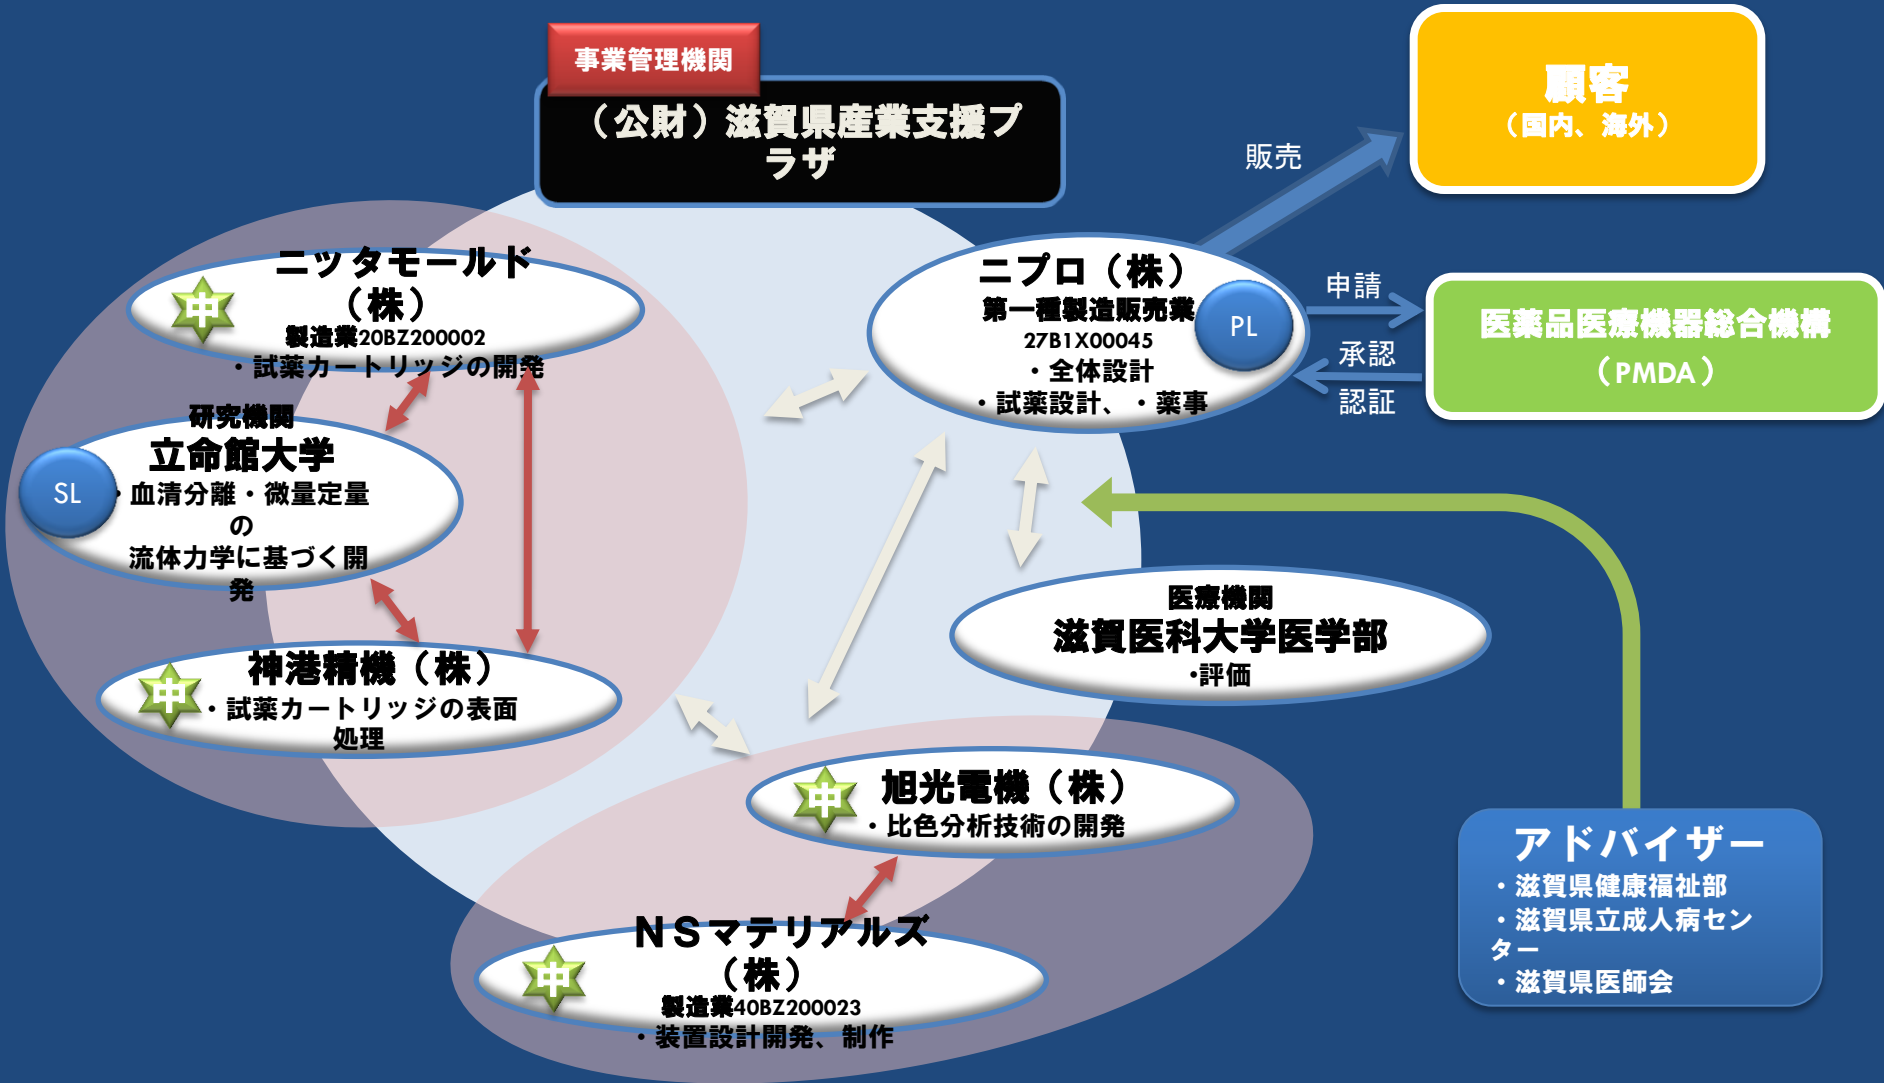 事業管理機関
（公財）滋賀県産業支援プ
ラザ
顧客
（国内、海外）
販売
ニッタモールド
（株）
中
製造業20BZ200002
・試薬カートリッジの開発
ニプロ（株）
第一種製造販売業
27B1X00045
・全体設計
・試薬設計、・薬事
PL
申請
承認
認証
医薬品医療機器総合機構
（PMDA）
研究機関
立命館大学
SL
・血清分離・微量定量
の
流体力学に基づく開
発
医療機関
滋賀医科大学医学部
・評価
神港精機（株）
中
・試薬カートリッジの表面
処理
旭光電機（株）
中
・比色分析技術の開発
ＮＳマテリアルズ
（株）
中
製造業40BZ200023
・装置設計開発、制作
アドバイザー
・滋賀県健康福祉部
・滋賀県立成人病セン
ター
・滋賀県医師会